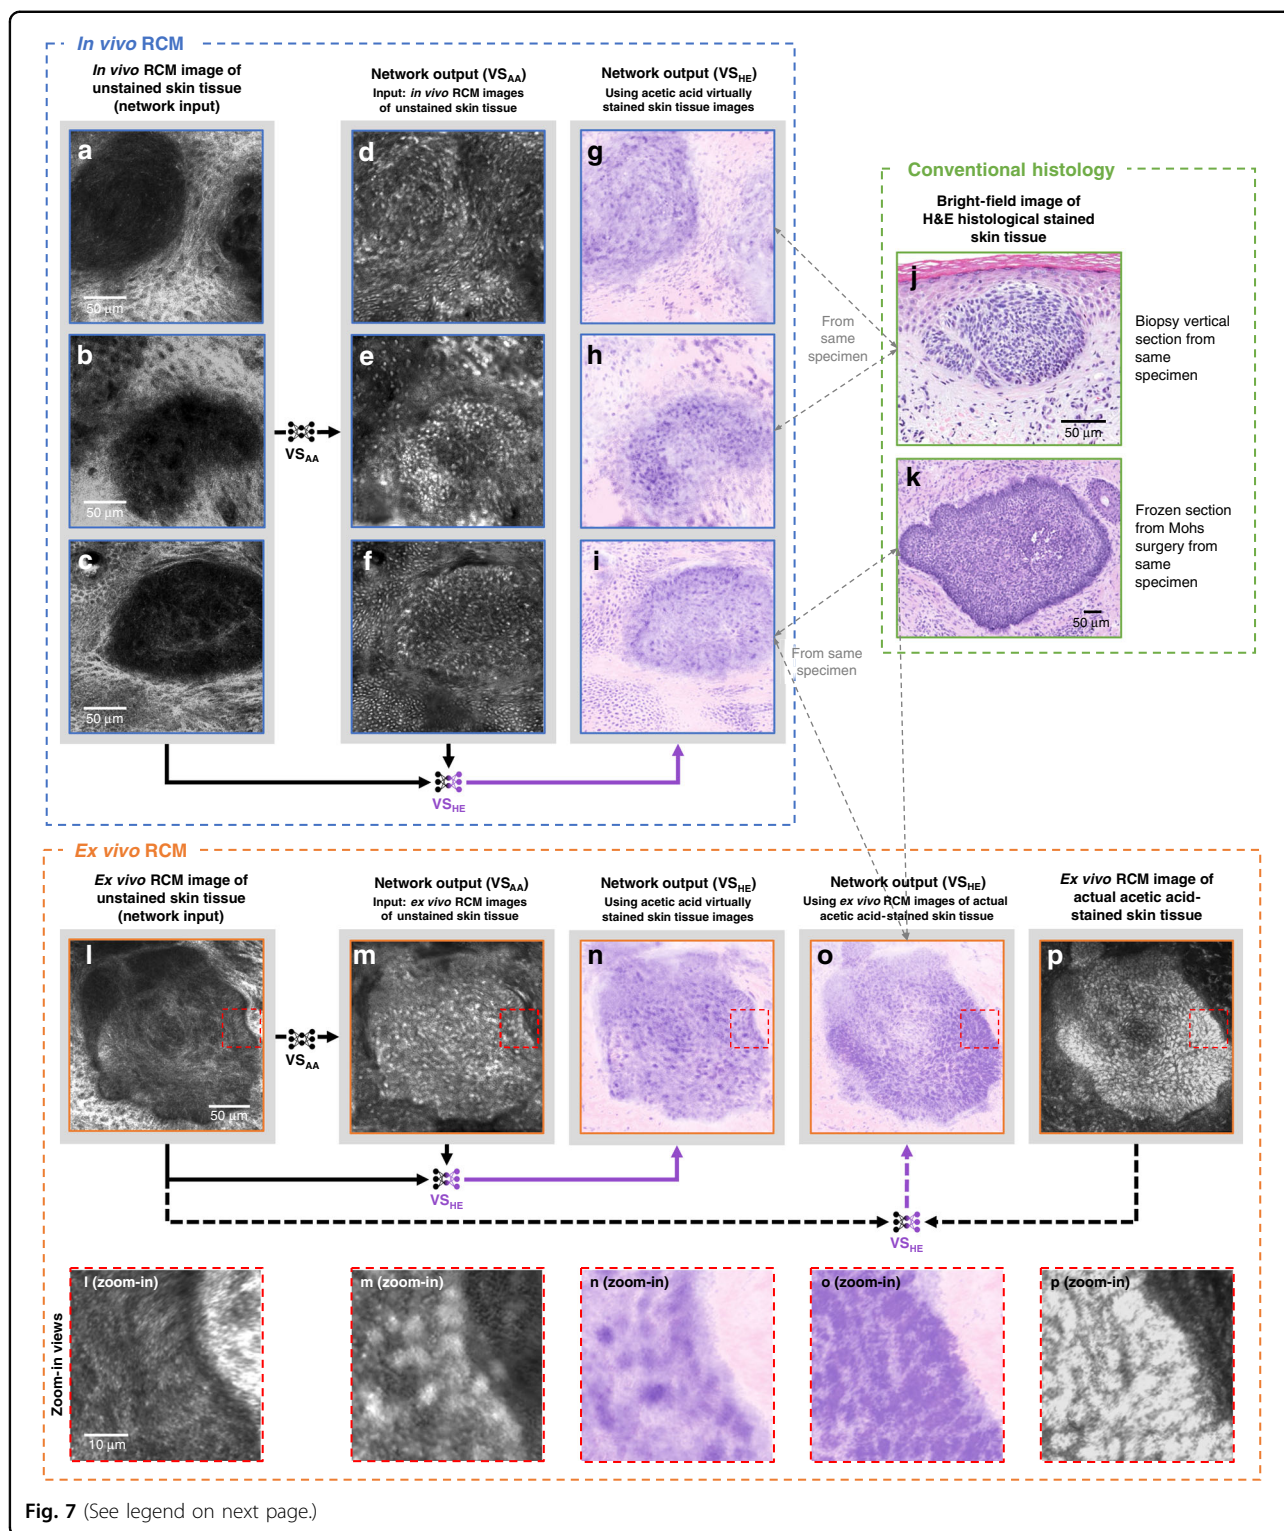 In vivo RCM
In vivo RCM image of
unstained skin tissue
(network input)
Network output (VSAA)
Input: in vivo RCM images
of unstained skin tissue
Network output (VSHE)
Using acetic acid virtually
stained skin tissue images
a
50 µm
d
g
b
50 µm
e
h
c
50 µm
f
i
VSAA
VSHE
From
same
specimen
From same
specimen
Conventional histology
Bright-field image of
H&E histological stained
skin tissue
j
50 µm
Biopsy vertical
section from
same
specimen
k
50 µm
Frozen section
from Mohs
surgery from
same
specimen
Ex vivo RCM
Ex vivo RCM image of
unstained skin tissue
(network input)
Network output (VSAA)
Input: ex vivo RCM images
of unstained skin tissue
Network output (VSHE)
Using acetic acid virtually
stained skin tissue images
Network output (VSHE)
Using ex vivo RCM images of actual
acetic acid-stained skin tissue
Ex vivo RCM image of
actual acetic acid-
stained skin tissue
l
50 µm
VSAA
m
n
o
p
VSHE
VSHE
Zoom-in views
l (zoom-in)
10 µm
m (zoom-in)
n (zoom-in)
o (zoom-in)
p (zoom-in)
Fig. 7 (See legend on next page.)